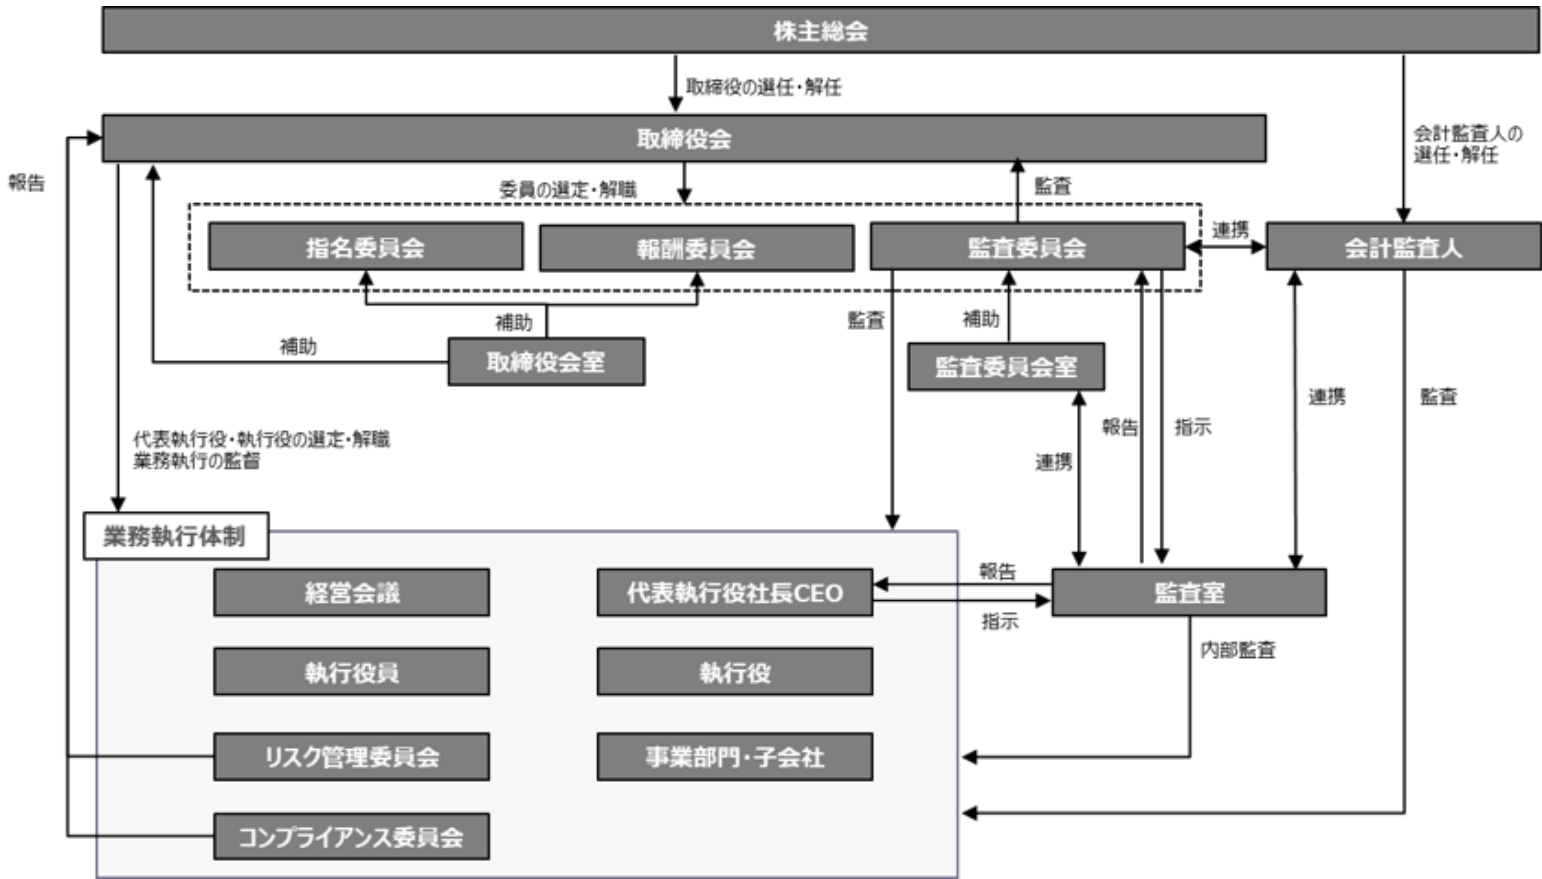 株主総会
取締役の選任・解任
取締役会
会計監査人の
選任・解任
報告
委員の選定・解職
監査
指名委員会
報酬委員会
監査委員会
連携
会計監査人
補助
補助
取締役会室
監査
補助
監査委員会室
連携
報告
指示
連携
監査
代表執行役・執行役の選定・解職
業務執行の監督
業務執行体制
経営会議
代表執行役社長CEO
報告
指示
監査室
内部監査
執行役員
執行役
リスク管理委員会
事業部門・子会社
コンプライアンス委員会